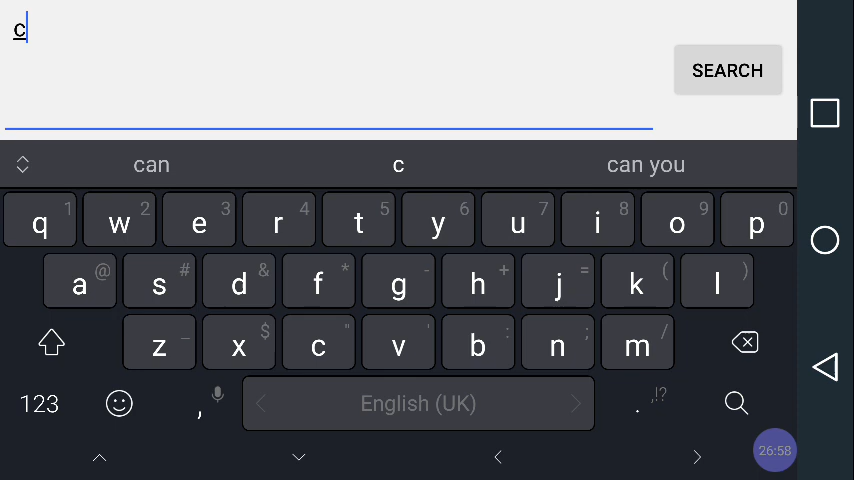 c
SEARCH
can c can you
q 1 w 2 e 3 r 4 t 5 y 6 u 7 i 8 o 9 p 0
a @ s # d & f * g - h + j = k ( l )
z _ x $ c " v ' b : n ; m /
123 , English (UK) . ,!?
26:58